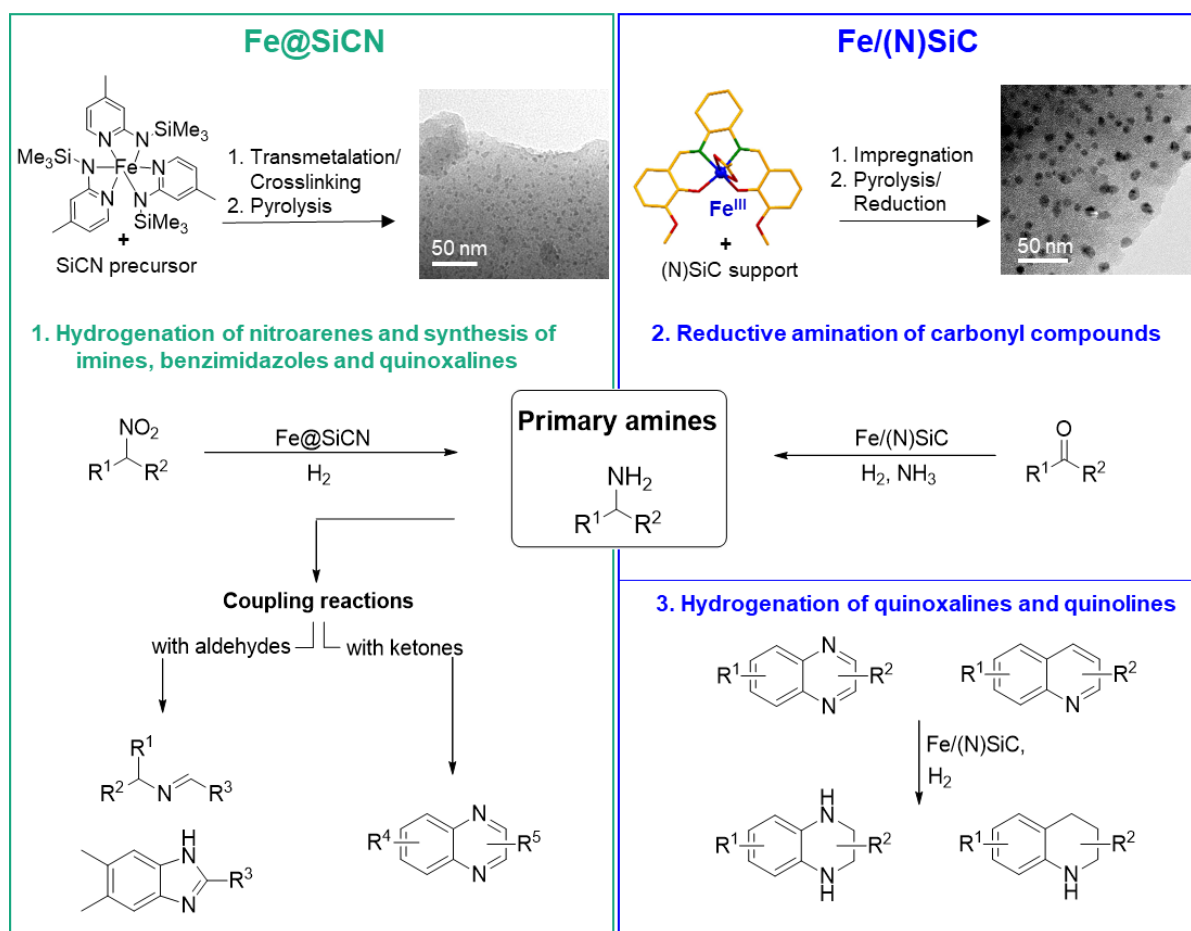 Fe@SiCN
SiMe3
N
N
Me3Si
N
Fe
N
N
N
SiMe3
+
SiCN precursor
1. Transmetalation/
Crosslinking
2. Pyrolysis
50 nm
1. Hydrogenation of nitroarenes and synthesis of
imines, benzimidazoles and quinoxalines
NO2
R1 R2
Fe@SiCN
H2
Primary amines
NH2
R1 R2
Coupling reactions
with aldehydes
with ketones
R1
R2 N R3
H
N
R3
N
N
R4 R5
N
Fe/(N)SiC
FeIII
+
(N)SiC support
1. Impregnation
2. Pyrolysis/
Reduction
50 nm
2. Reductive amination of carbonyl compounds
Fe/(N)SiC
H2, NH3
O
R1 R2
3. Hydrogenation of quinoxalines and quinolines
N
R1 R2
N
R1 R2
N
Fe/(N)SiC,
H2
H
N
R1 R2
N
H
R1 R2
N
H